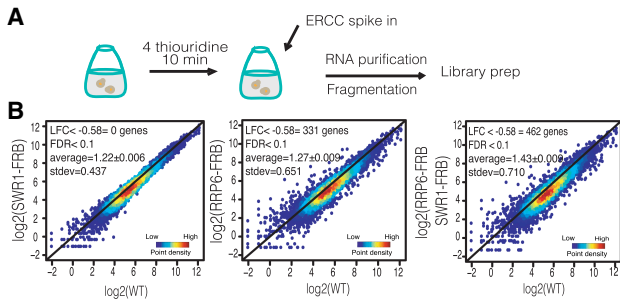 A
ERCC spike in
4 thiouridine
10 min
RNA purification
Fragmentation
Library prep
B
LFC< -0.58= 0 genes
FDR< 0.1
average=1.22±0.006
stdev=0.437
log2(SWR1-FRB)
12
10
8
6
4
2
0
−2
Low High
Point density
−2 0 2 4 6 8 10 12
log2(WT)
LFC< -0.58= 331 genes
FDR< 0.1
average=1.27±0.009
stdev=0.651
log2(RRP6-FRB)
12
10
8
6
4
2
0
−2
Low High
Point density
−2 0 2 4 6 8 10 12
log2(WT)
LFC< -0.58 = 462 genes
FDR< 0.1
average=1.43±0.009
stdev=0.710
log2(RRP6-FRB
SWR1-FRB)
12
10
8
6
4
2
0
−2
Low High
Point density
−2 0 2 4 6 8 10 12
log2(WT)